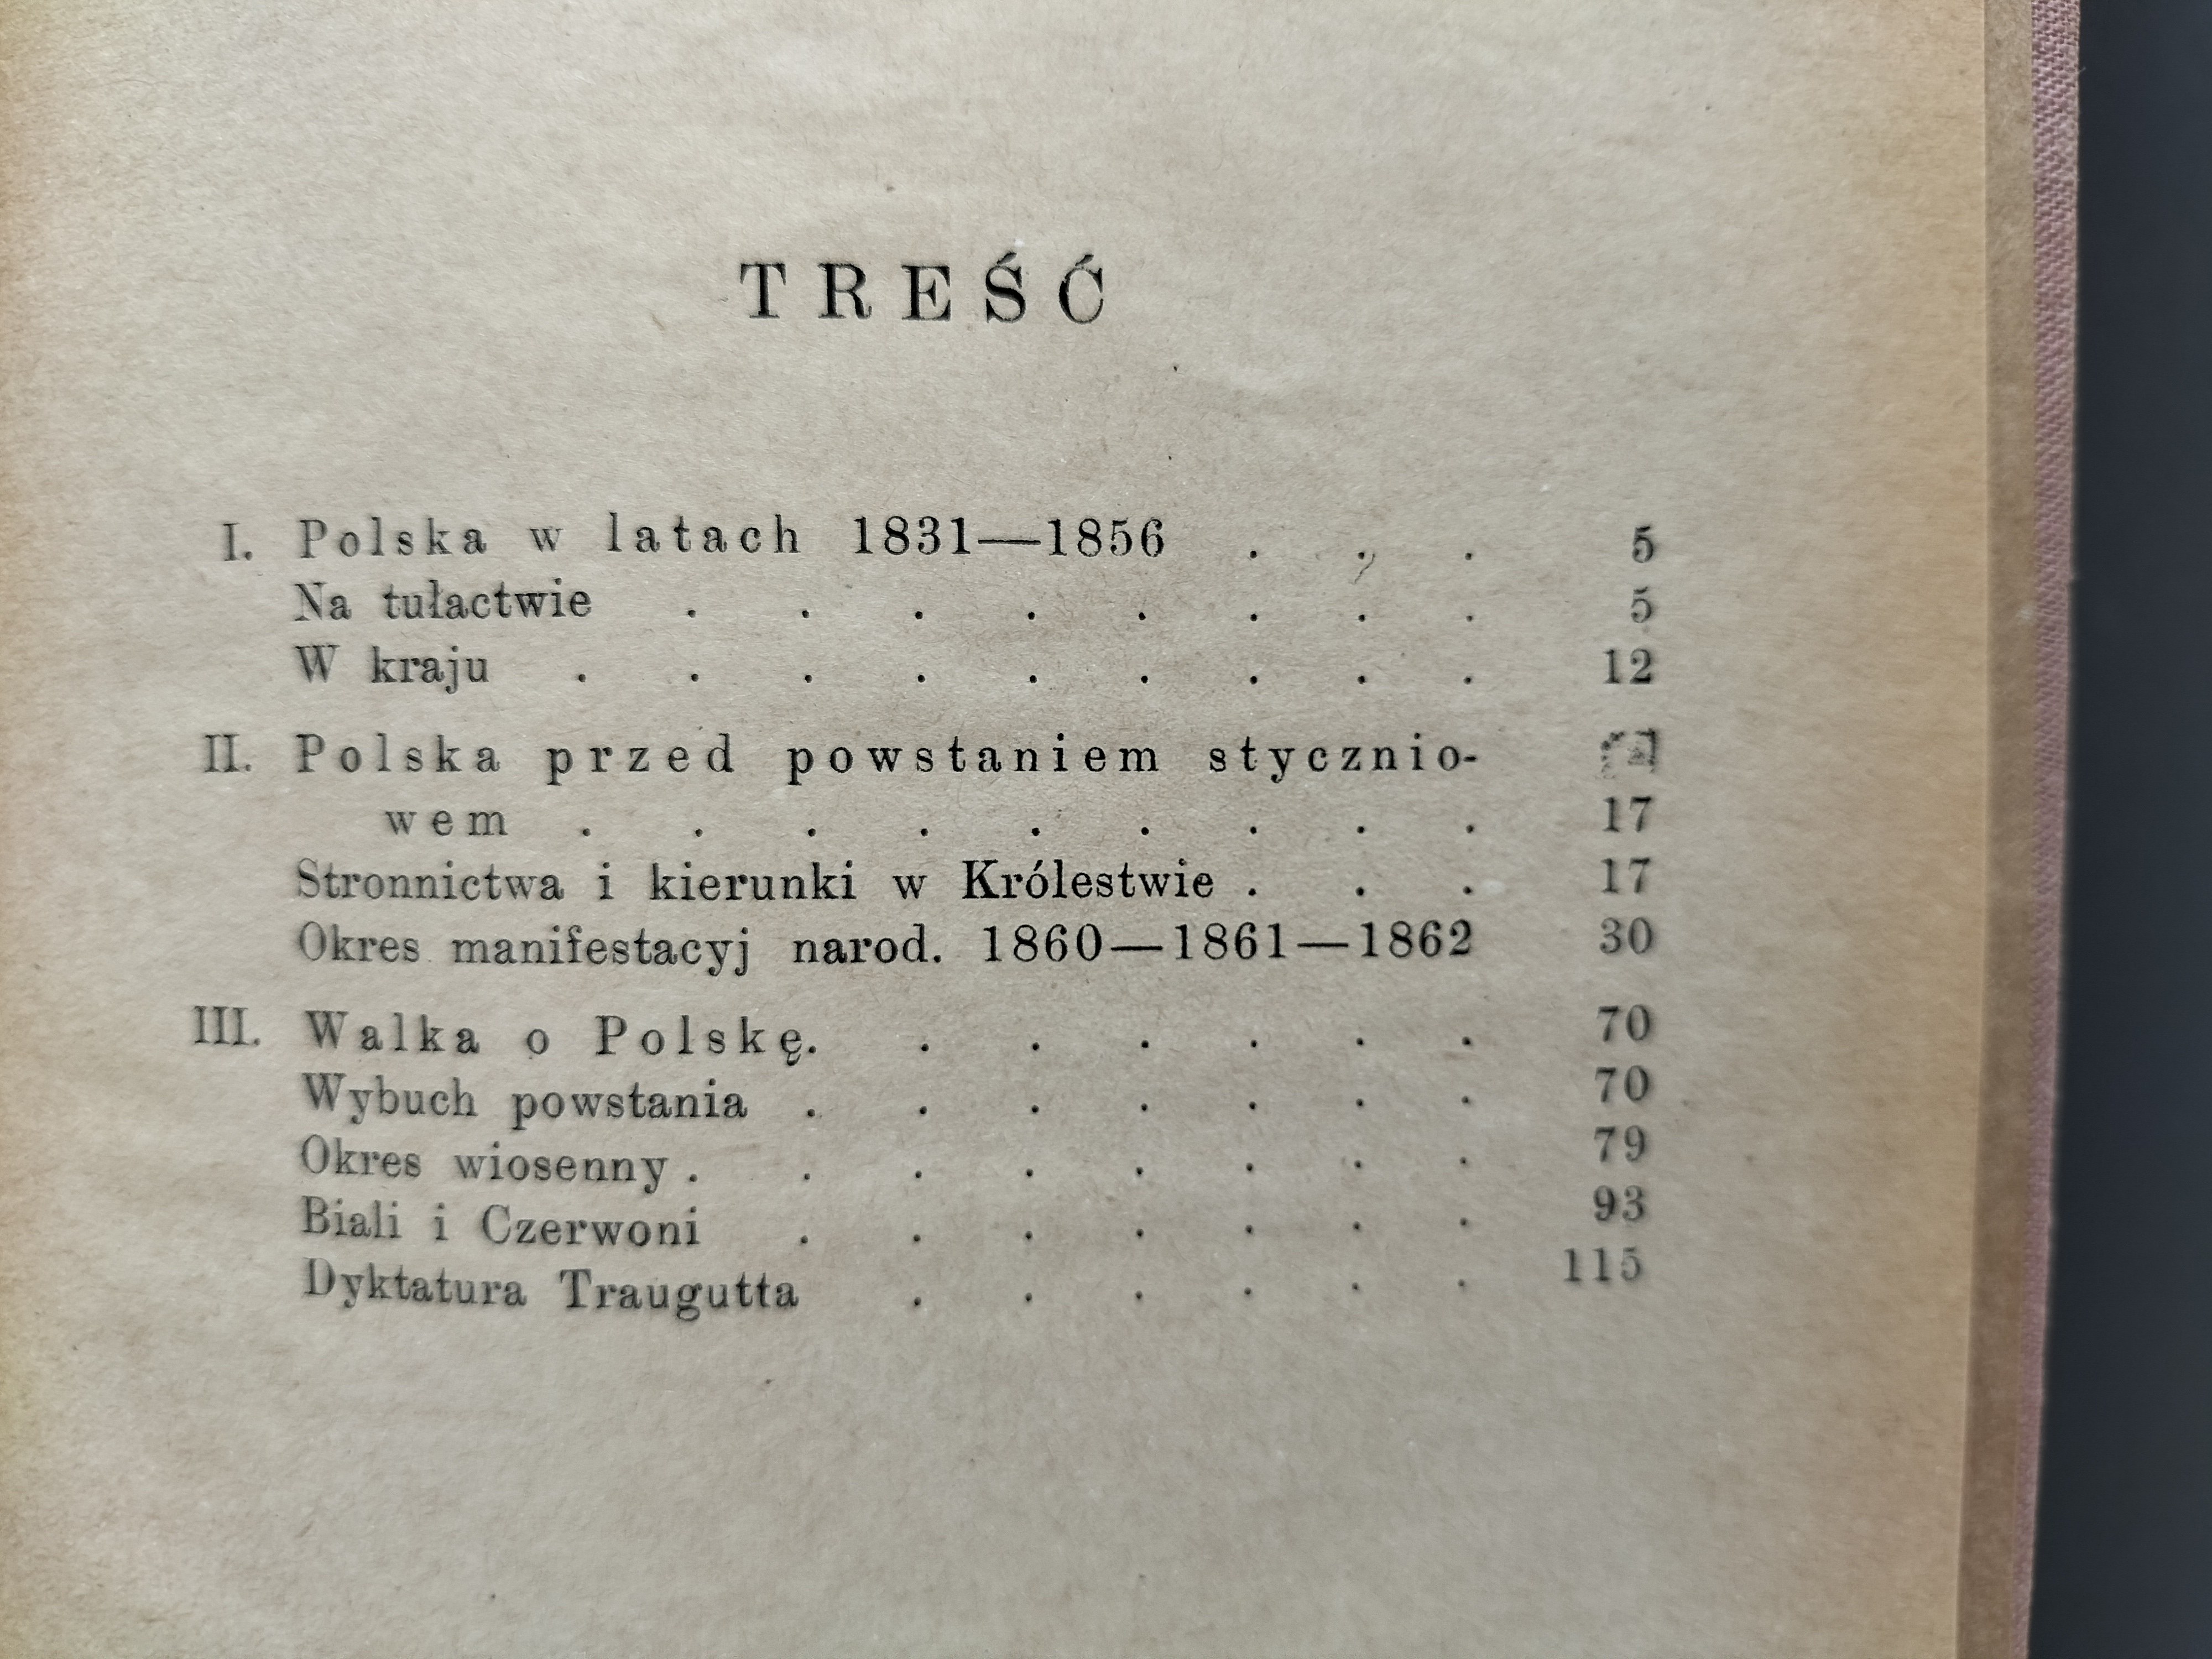 TREŚĆ
I. Polska w latach 1831—1856 . . . 5
Na tułactwie . . . . . . . . 5
W kraju . . . . . . . . . 12
II. Polska przed powstaniem stycznio-
wem . . . . . . . . . 17
Stronnictwa i kierunki w Królestwie . . . 17
Okres manifestacyj narod. 1860—1861—1862 30
III. Walka o Polskę. . . . . . . 70
Wybuch powstania . . . . . . . 70
Okres wiosenny . . . . . . . . 79
Biali i Czerwoni . . . . . . . 93
Dyktatura Traugutta . . . . . . 115